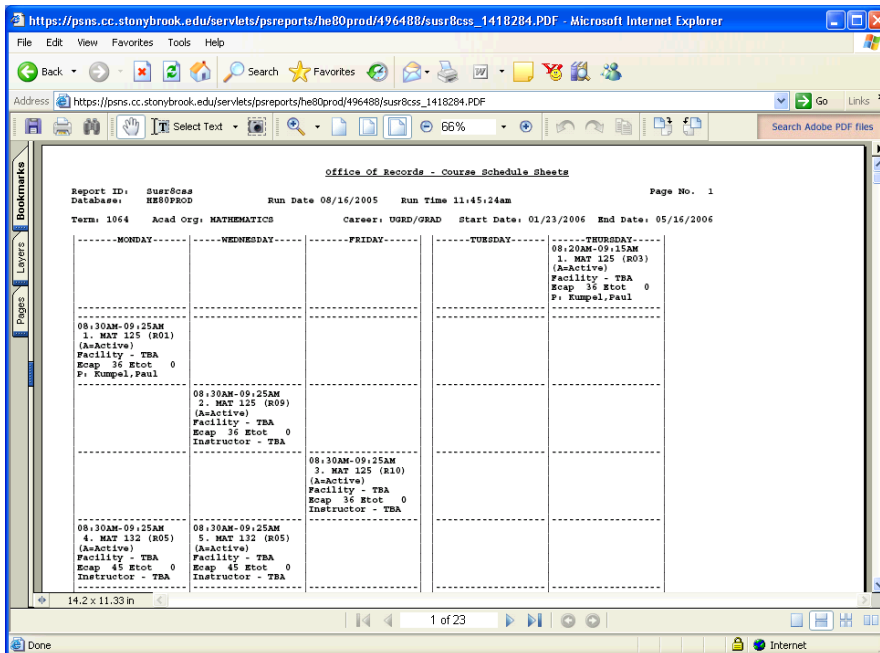 https://psns.cc.stonybrook.edu/servlets/psreports/he80prod/496488/susr8css_1418284.PDF - Microsoft Internet Explorer
File Edit View Favorites Tools Help
Back Search Favorites
Address https://psns.cc.stonybrook.edu/servlets/psreports/he80prod/496488/susr8css_1418284.PDF Go Links
Select Text 66% Search Adobe PDF files
Bookmarks
Layers
Pages
Office Of Records - Course Schedule Sheets
Report ID: Susr8css Page No. 1
Database: HE80PROD Run Date 08/16/2005 Run Time 11:45:24am
Term: 1064 Acad Org: MATHEMATICS Career: UGRD/GRAD Start Date: 01/23/2006 End Date: 05/16/2006
-------MONDAY----- -----WEDNESDAY----- -------FRIDAY------ ------TUESDAY------ ------THURSDAY-----
08:20AM-09:15AM
1. MAT 125 (R03)
(A=Active)
Facility - TBA
Ecap 36 Etot 0
P: Kumpel,Paul
08:30AM-09:25AM
1. MAT 125 (R01)
(A=Active)
Facility - TBA
Ecap 36 Etot 0
P: Kumpel,Paul
08:30AM-09:25AM
2. MAT 125 (R09)
(A=Active)
Facility - TBA
Ecap 36 Etot 0
Instructor - TBA
08:30AM-09:25AM
3. MAT 125 (R10)
(A=Active)
Facility - TBA
Ecap 36 Etot 0
Instructor - TBA
08:30AM-09:25AM 08:30AM-09:25AM
4. MAT 132 (R05) 5. MAT 132 (R05)
(A=Active) (A=Active)
Facility - TBA Facility - TBA
Ecap 45 Etot 0 Ecap 45 Etot 0
Instructor - TBA Instructor - TBA
14.2 x 11.33 in
1 of 23
Done Internet